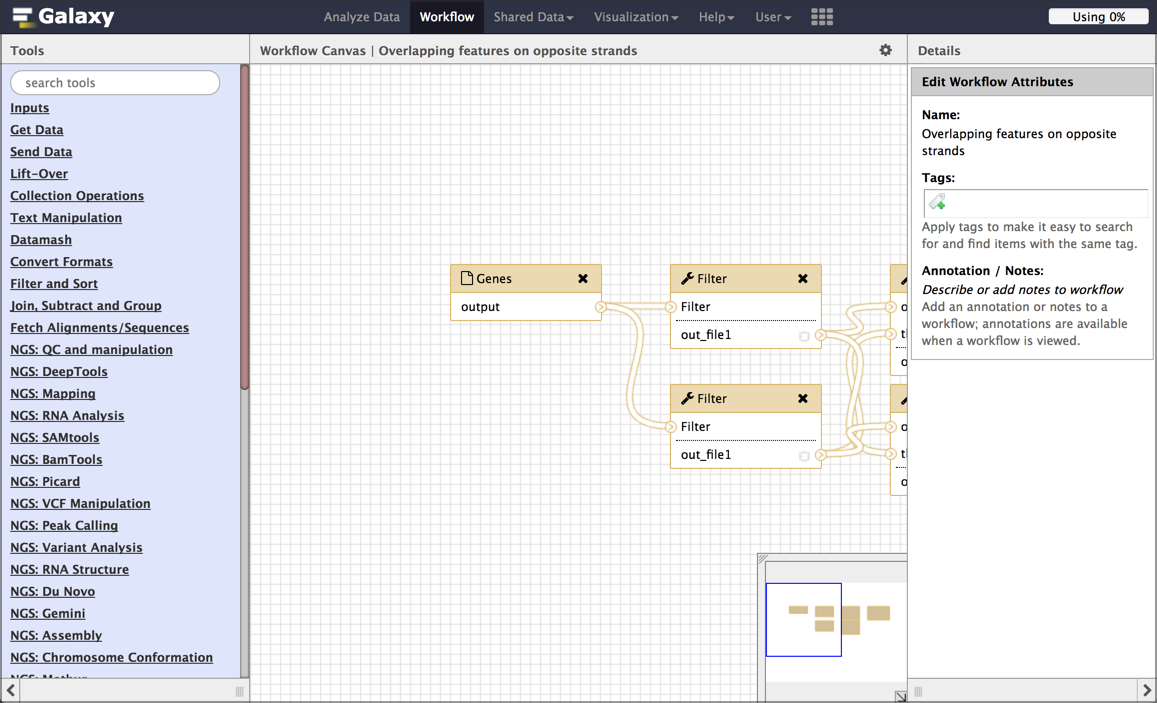 Galaxy
Analyze Data Workflow Shared Data Visualization Help User Using 0%
Tools
Workflow Canvas | Overlapping features on opposite strands
Details
search tools
Inputs
Get Data
Send Data
Lift-Over
Collection Operations
Text Manipulation
Datamash
Convert Formats
Filter and Sort
Join, Subtract and Group
Fetch Alignments/Sequences
NGS: QC and manipulation
NGS: DeepTools
NGS: Mapping
NGS: RNA Analysis
NGS: SAMtools
NGS: BamTools
NGS: Picard
NGS: VCF Manipulation
NGS: Peak Calling
NGS: Variant Analysis
NGS: RNA Structure
NGS: Du Novo
NGS: Gemini
NGS: Assembly
NGS: Chromosome Conformation
Genes
output
Filter
Filter
out_file1
Filter
Filter
out_file1
Edit Workflow Attributes
Name:
Overlapping features on opposite
strands
Tags:
Apply tags to make it easy to search
for and find items with the same tag.
Annotation / Notes:
Describe or add notes to workflow
Add an annotation or notes to a
workflow; annotations are available
when a workflow is viewed.